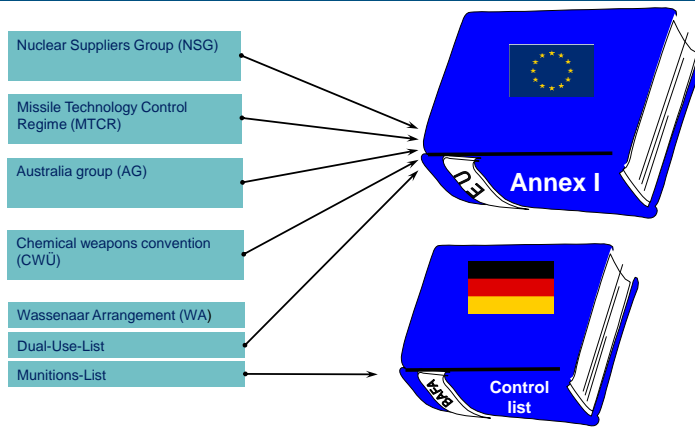 Nuclear Suppliers Group (NSG)
Missile Technology Control
Regime (MTCR)
Australia group (AG)
Chemical weapons convention
(CWÜ)
Wassenaar Arrangement (WA)
Dual-Use-List
Munitions-List
EU
Annex I
BAFA
Control
list